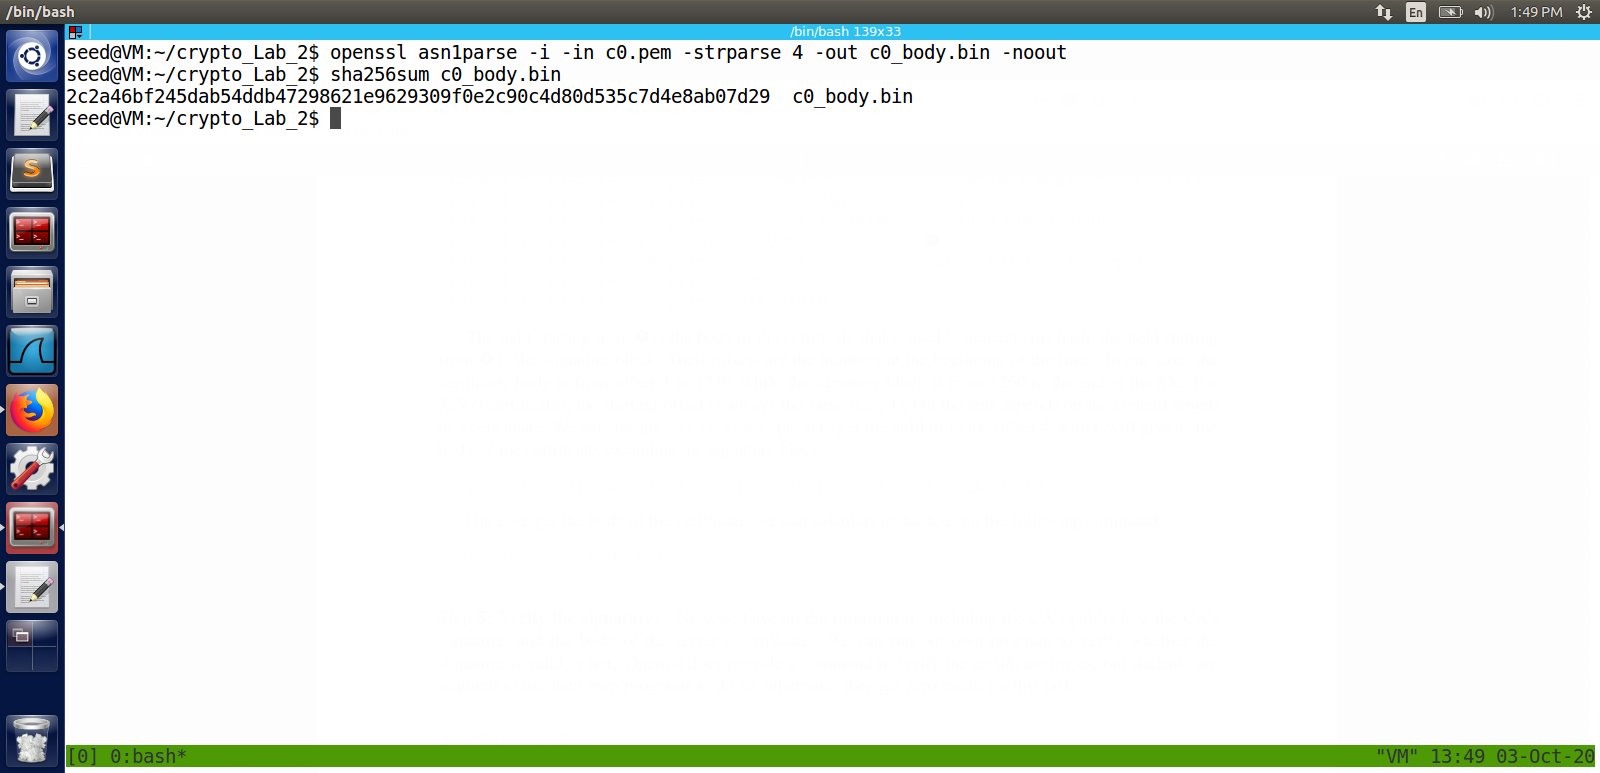 /bin/bash
En
1:49 PM
/bin/bash 139x33
seed@VM:~/crypto_Lab_2$ openssl asn1parse -i -in c0.pem -strparse 4 -out c0_body.bin -noout
seed@VM:~/crypto_Lab_2$ sha256sum c0_body.bin
2c2a46bf245dab54ddb47298621e9629309f0e2c90c4d80d535c7d4e8ab07d29  c0_body.bin
seed@VM:~/crypto_Lab_2$
[0] 0:bash*
"VM" 13:49 03-Oct-20